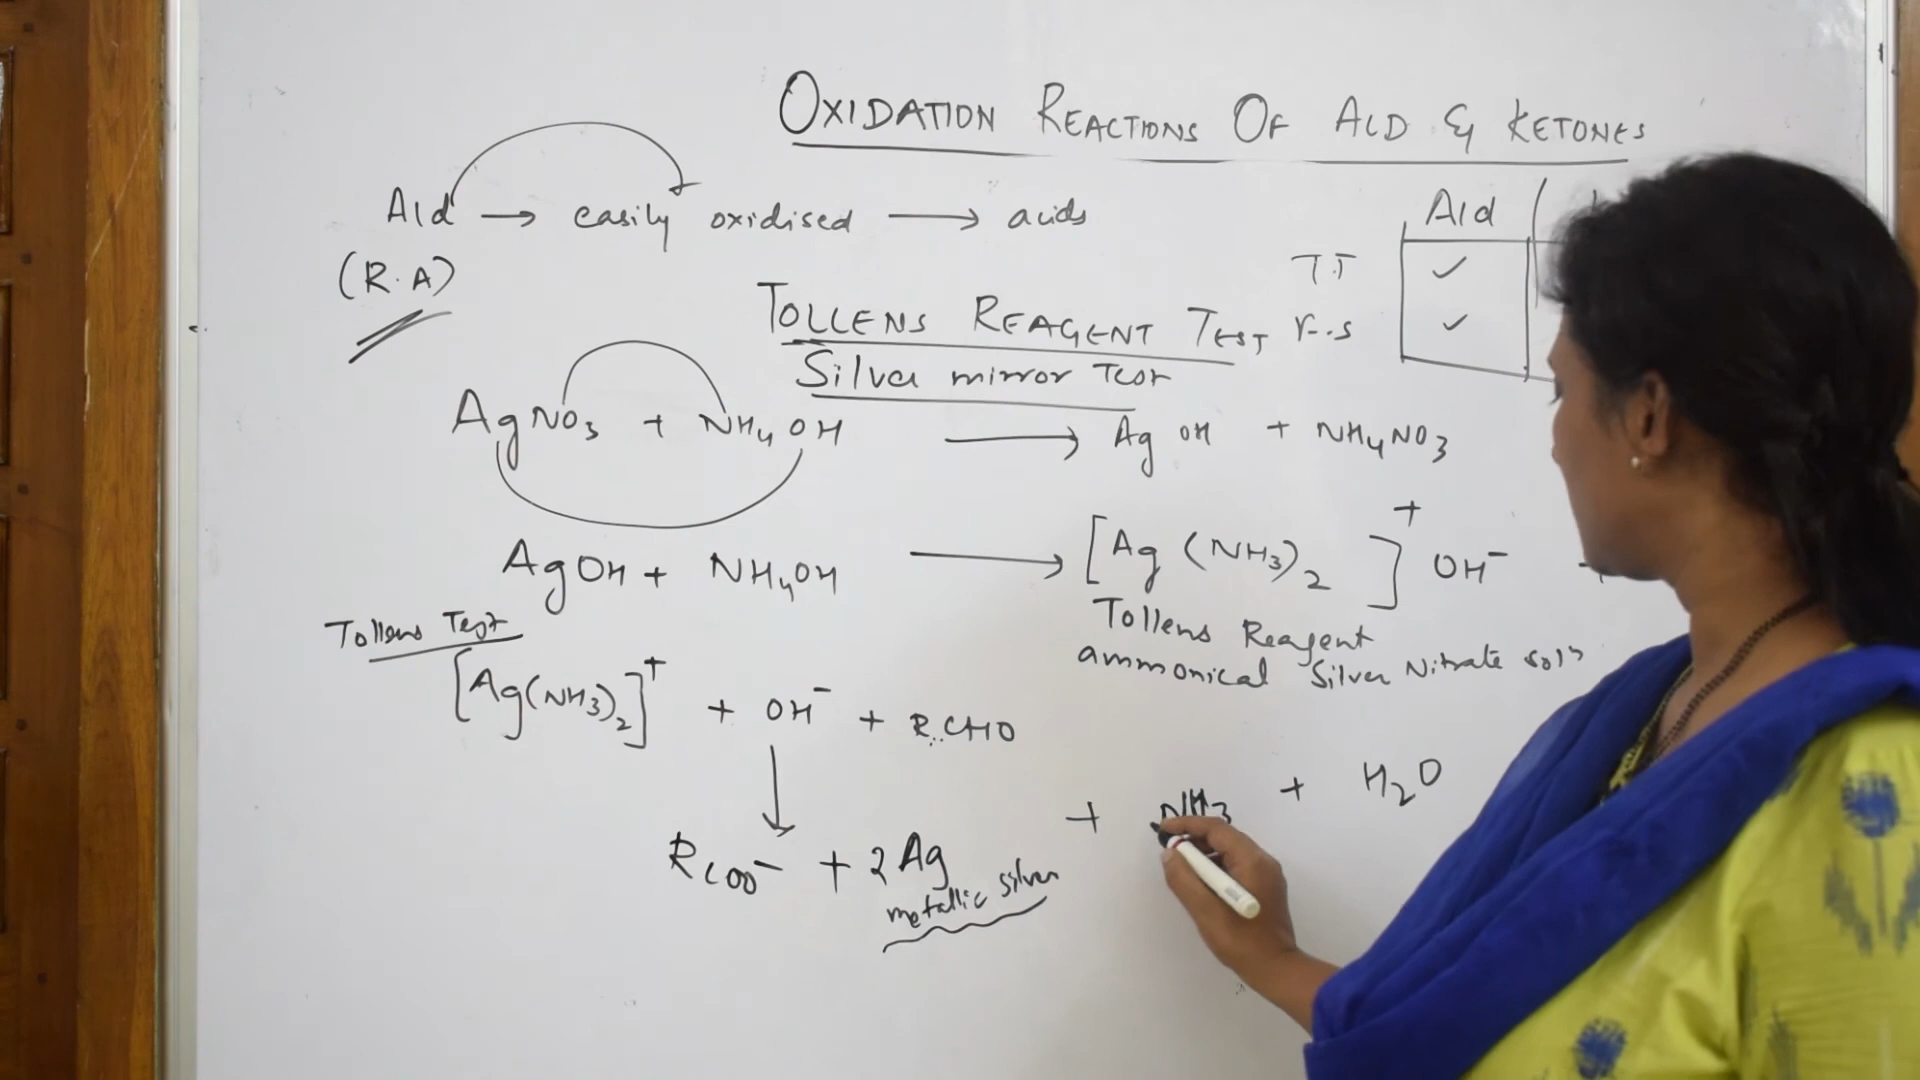 OXIDATION REACTIONS OF ALD & KETONES
Ald → easily oxidised → acids
(R.A)
Ald
T.T ✓
F.S ✓
TOLLENS REAGENT TEST
Silver mirror Test
AgNO3 + NH4OH → AgOH + NH4NO3
AgOH + NH4OH → [Ag(NH3)2]+ OH- +
Tollens Reagent
ammonical Silver Nitrate soln
Tollens Test
[Ag(NH3)2]+ + OH- + R.CHO
↓
RCOO- + 2Ag + NH3 + H2O
metallic silver